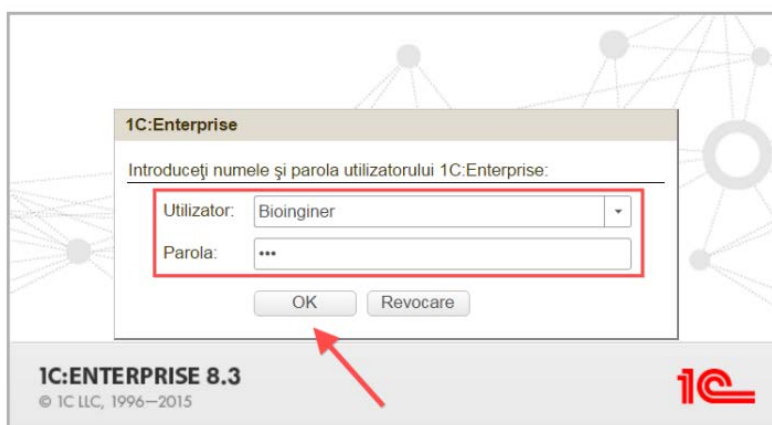 1C:Enterprise
Introduceţi numele şi parola utilizatorului 1C:Enterprise:
Utilizator: Bioinginer
Parola: •••
OK Revocare
1C:ENTERPRISE 8.3
© 1C LLC, 1996—2015
1C